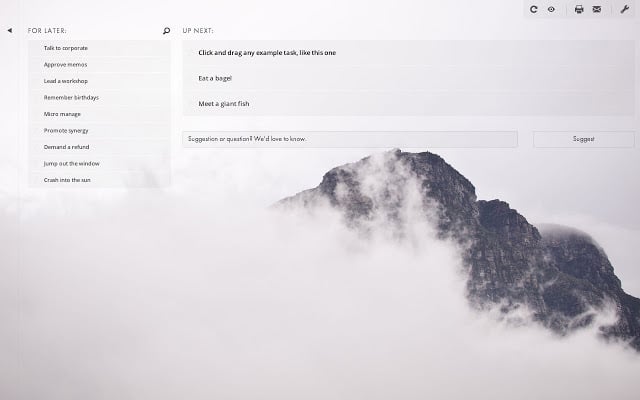 FOR LATER:
Talk to corporate
Approve memos
Lead a workshop
Remember birthdays
Micro manage
Promote synergy
Demand a refund
Jump out the window
Crash into the sun
UP NEXT:
Click and drag any example task, like this one
Eat a bagel
Meet a giant fish
Suggestion or question? We'd love to know.
Suggest